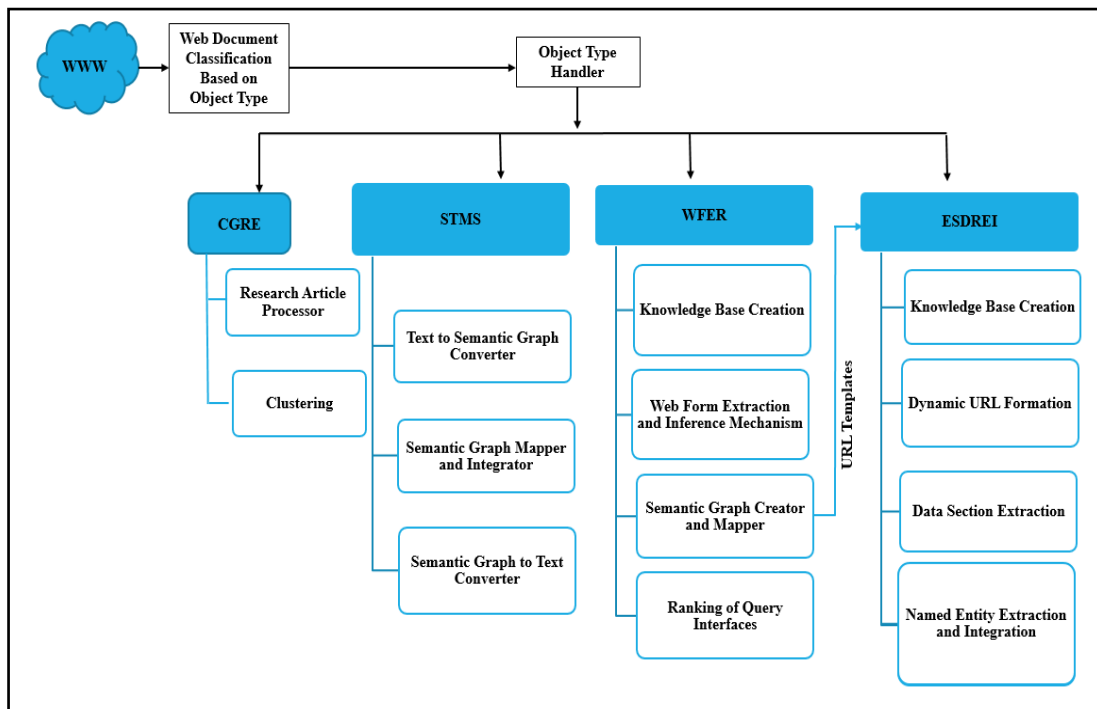 WWW
Web Document
Classification
Based on
Object Type
Object Type
Handler
CGRE
Research Article
Processor
Clustering
STMS
Text to Semantic Graph
Converter
Semantic Graph Mapper
and Integrator
Semantic Graph to Text
Converter
WFER
Knowledge Base Creation
Web Form Extraction
and Inference Mechanism
Semantic Graph Creator
and Mapper
Ranking of Query
Interfaces
URL Templates
ESDREI
Knowledge Base Creation
Dynamic URL Formation
Data Section Extraction
Named Entity Extraction
and Integration